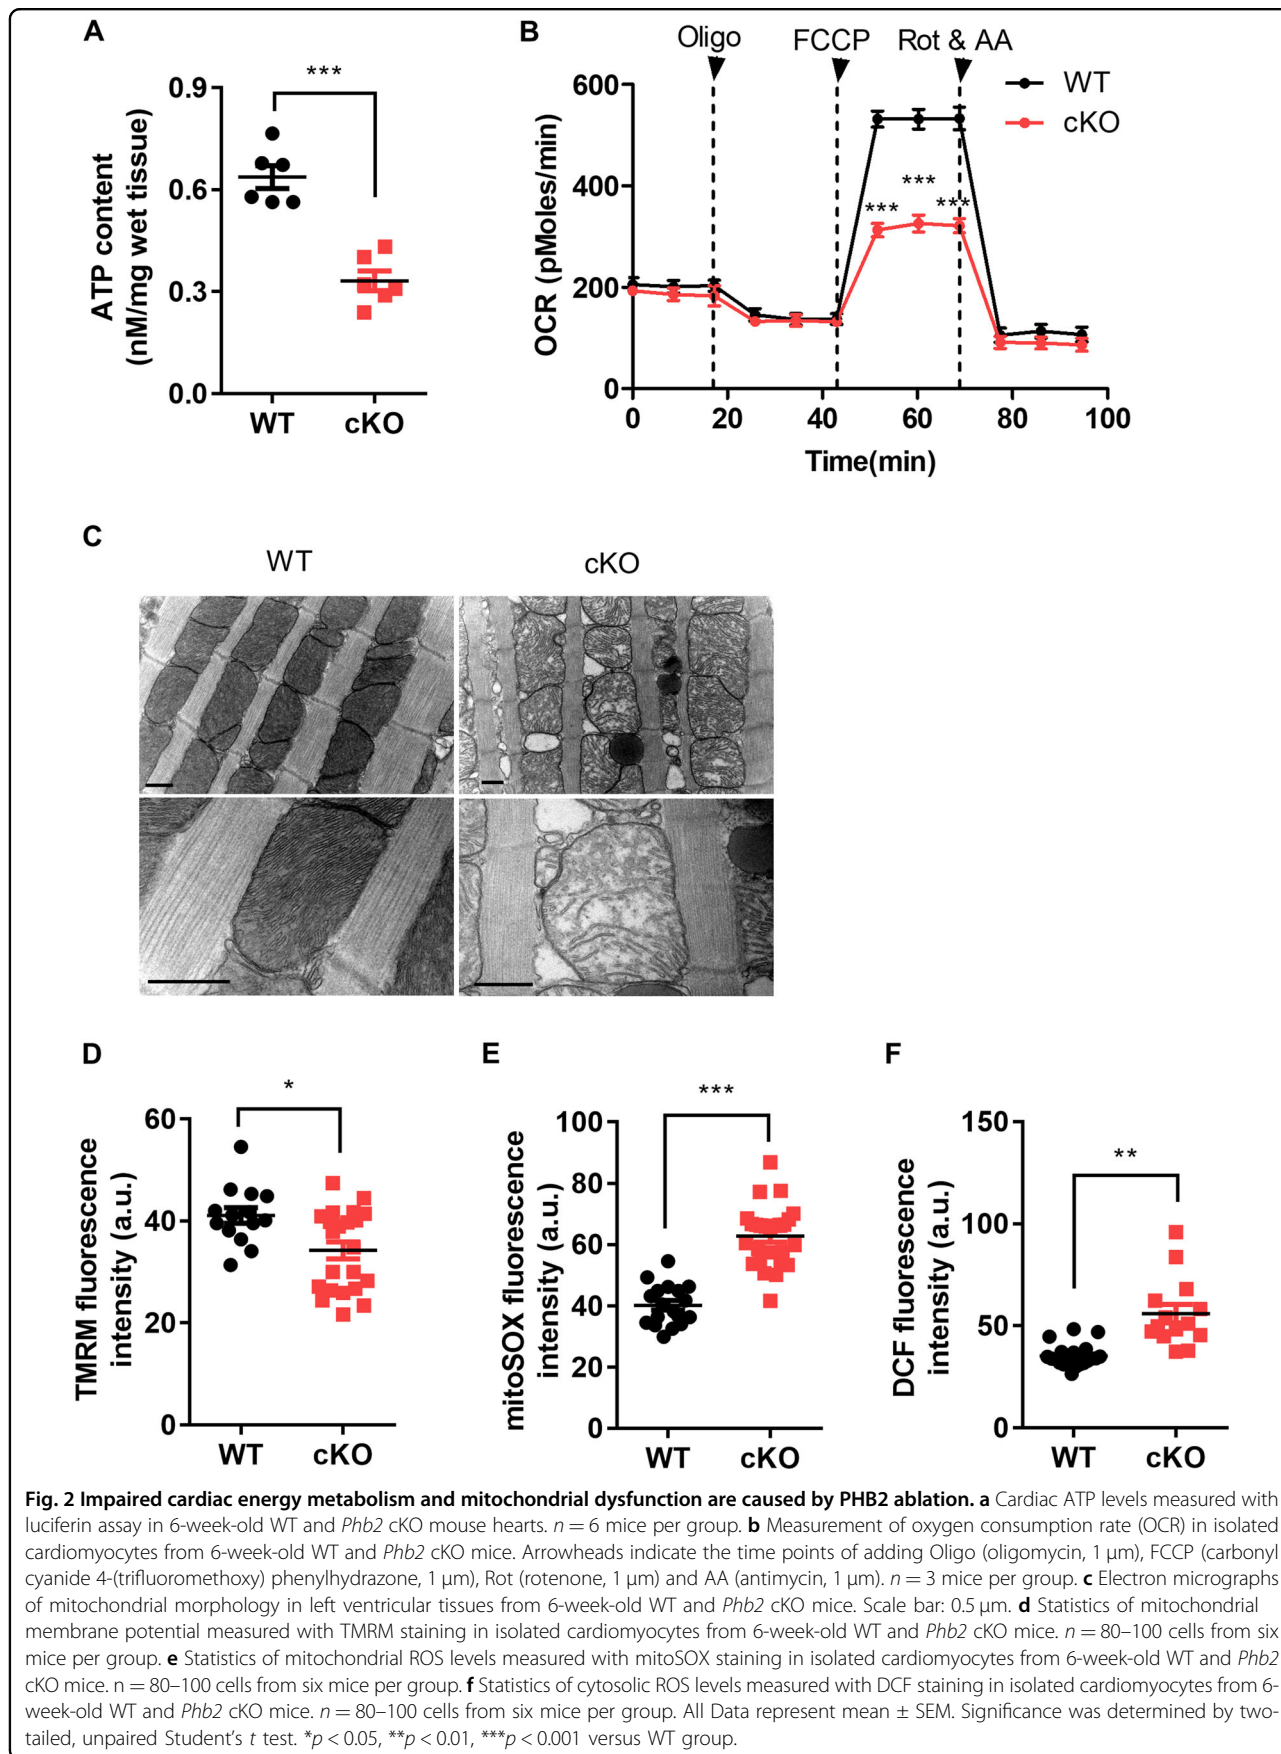 A
ATP content
(nM/mg wet tissue)
0.9
0.6
0.3
0.0
***
WT
cKO
B
Oligo
FCCP
Rot & AA
WT
cKO
OCR (pMoles/min)
600
400
200
0
***
***
***
0
20
40
60
80
100
Time(min)
C
WT
cKO
D
TMRM fluorescence
intensity (a.u.)
60
40
20
0
*
WT
cKO
E
mitoSOX fluorescence
intensity (a.u.)
100
80
60
40
20
0
***
WT
cKO
F
DCF fluorescence
intensity (a.u.)
150
100
50
0
**
WT
cKO
Fig. 2 Impaired cardiac energy metabolism and mitochondrial dysfunction are caused by PHB2 ablation. a Cardiac ATP levels measured with
luciferin assay in 6-week-old WT and Phb2 cKO mouse hearts. n = 6 mice per group. b Measurement of oxygen consumption rate (OCR) in isolated
cardiomyocytes from 6-week-old WT and Phb2 cKO mice. Arrowheads indicate the time points of adding Oligo (oligomycin, 1 μm), FCCP (carbonyl
cyanide 4-(trifluoromethoxy) phenylhydrazone, 1 μm), Rot (rotenone, 1 μm) and AA (antimycin, 1 μm). n = 3 mice per group. c Electron micrographs
of mitochondrial morphology in left ventricular tissues from 6-week-old WT and Phb2 cKO mice. Scale bar: 0.5 μm. d Statistics of mitochondrial
membrane potential measured with TMRM staining in isolated cardiomyocytes from 6-week-old WT and Phb2 cKO mice. n = 80–100 cells from six
mice per group. e Statistics of mitochondrial ROS levels measured with mitoSOX staining in isolated cardiomyocytes from 6-week-old WT and Phb2
cKO mice. n = 80–100 cells from six mice per group. f Statistics of cytosolic ROS levels measured with DCF staining in isolated cardiomyocytes from 6-
week-old WT and Phb2 cKO mice. n = 80–100 cells from six mice per group. All Data represent mean ± SEM. Significance was determined by two-
tailed, unpaired Student's t test. *p < 0.05, **p < 0.01, ***p < 0.001 versus WT group.